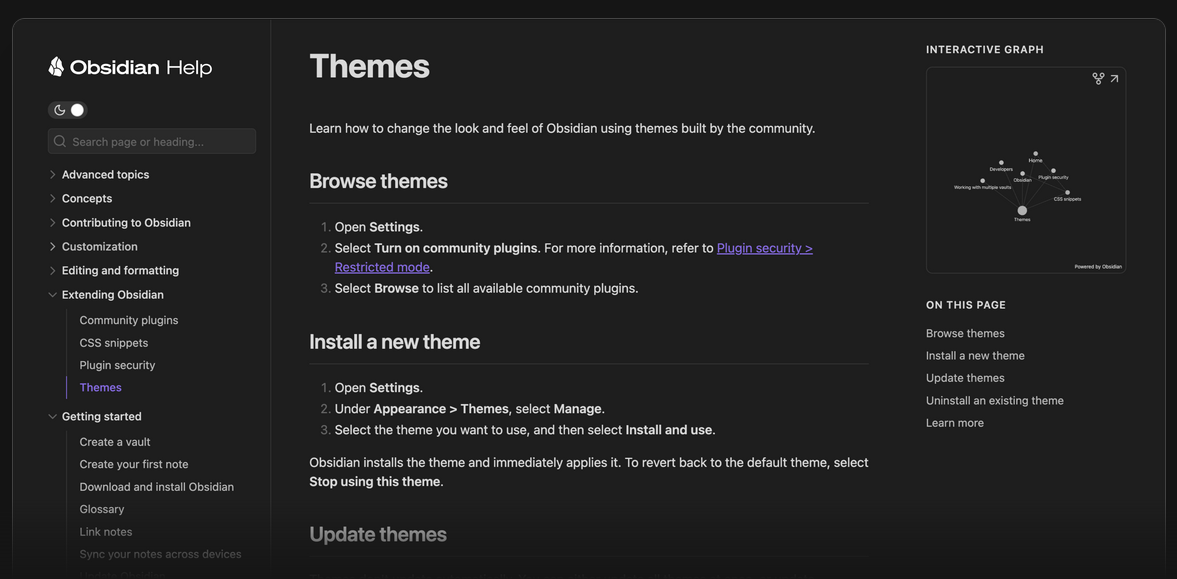 Obsidian Help
Search page or heading...
Advanced topics
Concepts
Contributing to Obsidian
Customization
Editing and formatting
Extending Obsidian
Community plugins
CSS snippets
Plugin security
Themes
Getting started
Create a vault
Create your first note
Download and install Obsidian
Glossary
Link notes
Sync your notes across devices
Themes
Learn how to change the look and feel of Obsidian using themes built by the community.
Browse themes
1. Open Settings.
2. Select Turn on community plugins. For more information, refer to Plugin security >
Restricted mode.
3. Select Browse to list all available community plugins.
Install a new theme
1. Open Settings.
2. Under Appearance > Themes, select Manage.
3. Select the theme you want to use, and then select Install and use.
Obsidian installs the theme and immediately applies it. To revert back to the default theme, select
Stop using this theme.
Update themes
INTERACTIVE GRAPH
Home
Developers
Obsidian
Plugin security
Working with multiple vaults
CSS snippets
Themes
Powered by Obsidian
ON THIS PAGE
Browse themes
Install a new theme
Update themes
Uninstall an existing theme
Learn more